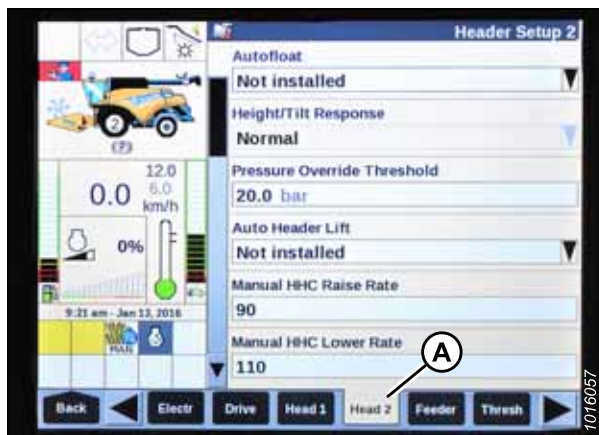 Header Setup 2
Autofloat
Not installed
Height/Tilt Response
Normal
Pressure Override Threshold
20.0 bar
Auto Header Lift
Not installed
Manual HHC Raise Rate
90
Manual HHC Lower Rate
110
2
(?)
12.0
0.0 6.0
km/h
0%
9:21 am - Jan 13, 2016
MAN
A
Back Electr Drive Head 1 Head 2 Feeder Thresh
1016057